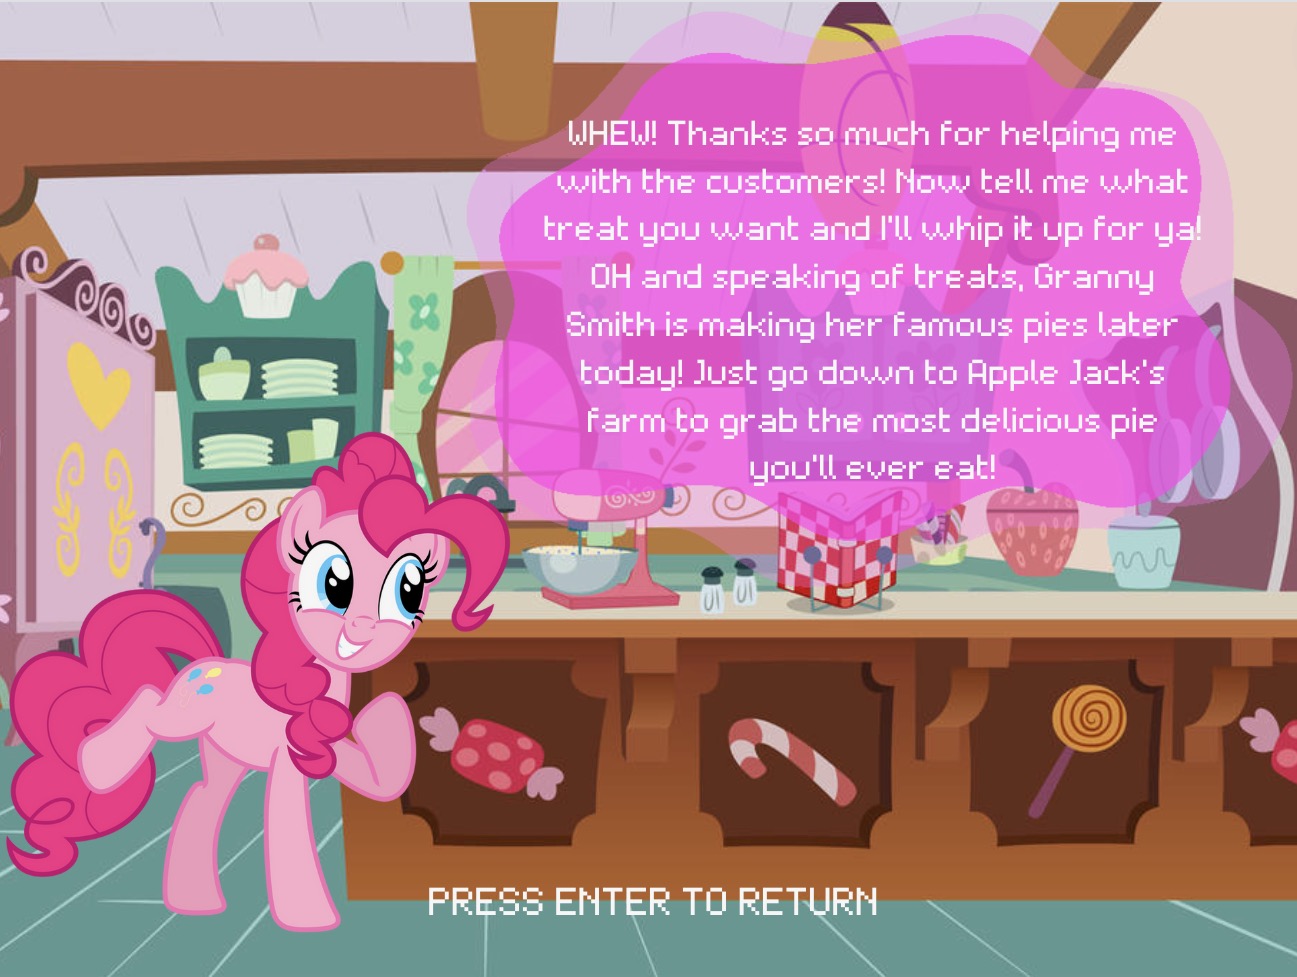 WHEW! Thanks so much for helping me
with the customers! Now tell me what
treat you want and I'll whip it up for ya!
OH and speaking of treats, Granny
Smith is making her famous pies later
today! Just go down to Apple Jack's
farm to grab the most delicious pie
you'll ever eat!
PRESS ENTER TO RETURN